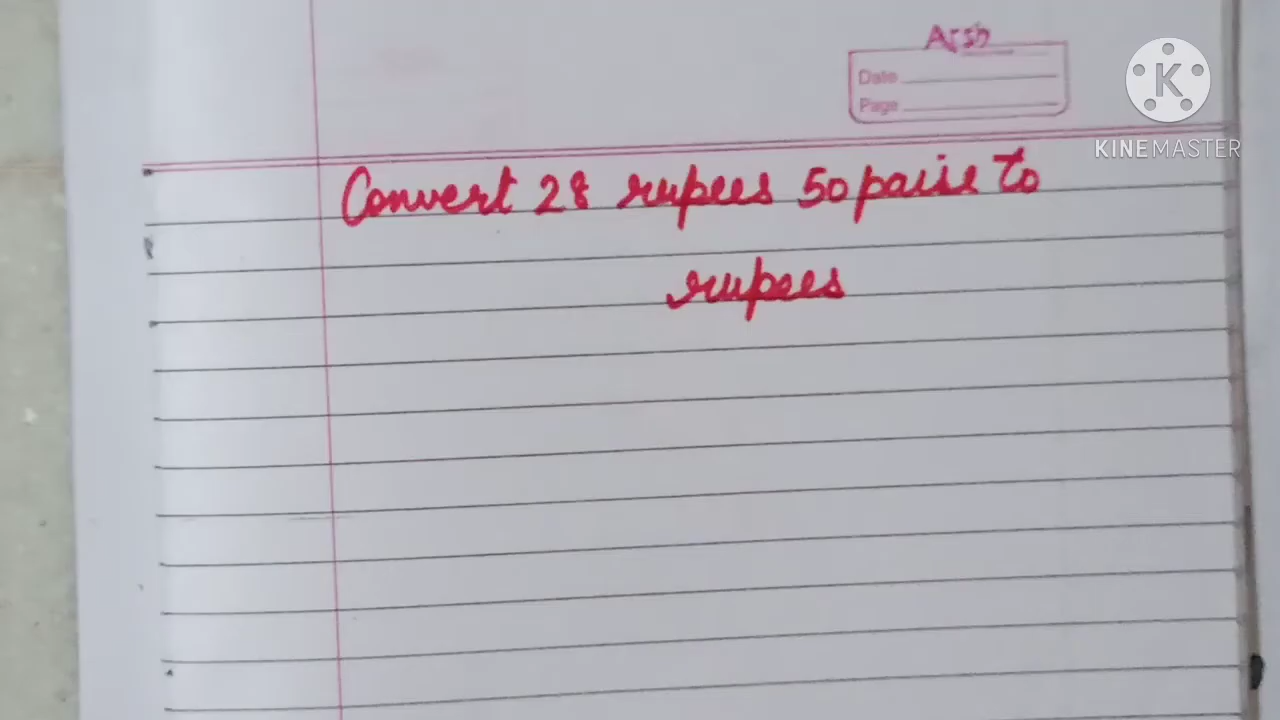 Arsh
Date
Page
KINEMASTER
Convert 28 rupees 50 paise to
rupees